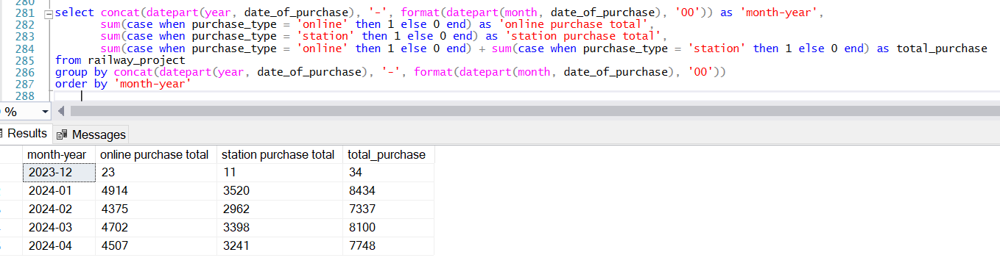 280
281 select concat(datepart(year, date_of_purchase), '-', format(datepart(month, date_of_purchase), '00')) as 'month-year',
282 sum(case when purchase_type = 'online' then 1 else 0 end) as 'online purchase total',
283 sum(case when purchase_type = 'station' then 1 else 0 end) as 'station purchase total',
284 sum(case when purchase_type = 'online' then 1 else 0 end) + sum(case when purchase_type = 'station' then 1 else 0 end) as total_purchase
285 from railway_project
286 group by concat(datepart(year, date_of_purchase), '-', format(datepart(month, date_of_purchase), '00'))
287 order by 'month-year'
288
%
Results Messages
month-year online purchase total station purchase total total_purchase
2023-12 23 11 34
2024-01 4914 3520 8434
2024-02 4375 2962 7337
2024-03 4702 3398 8100
2024-04 4507 3241 7748